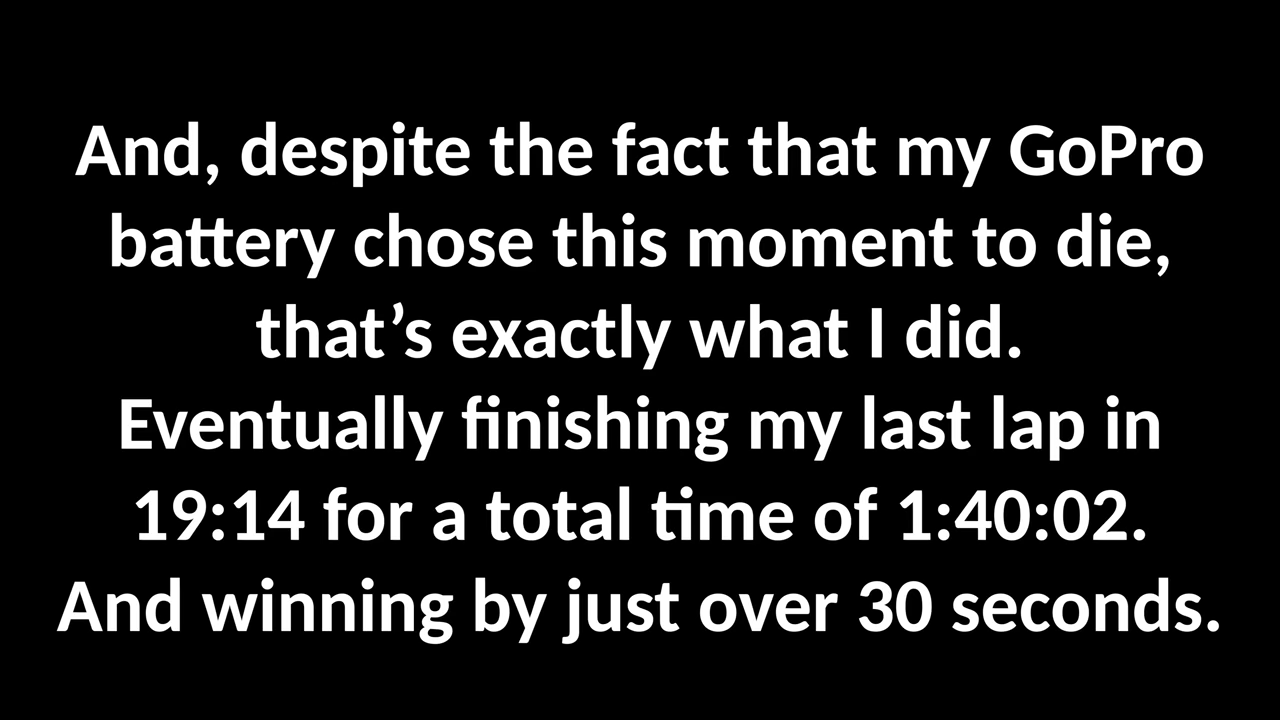 And, despite the fact that my GoPro
battery chose this moment to die,
that’s exactly what I did.
Eventually finishing my last lap in
19:14 for a total time of 1:40:02.
And winning by just over 30 seconds.